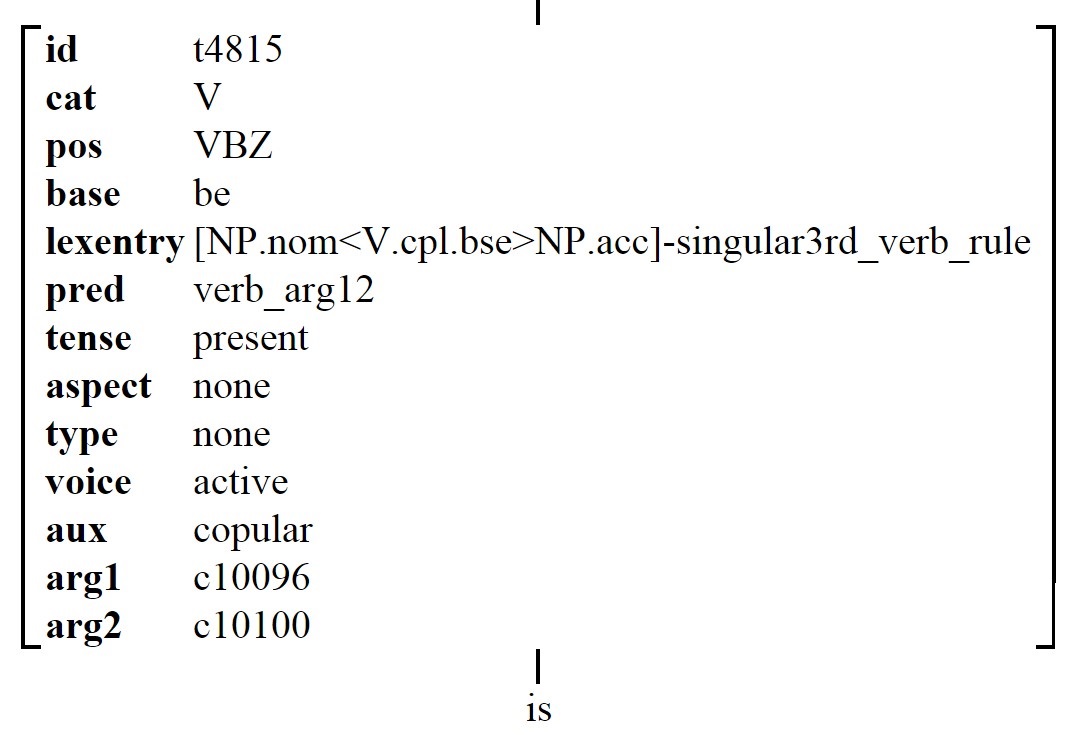 id t4815
cat V
pos VBZ
base be
lexentry [NP.nom<V.cpl.bse>NP.acc]-singular3rd_verb_rule
pred verb_arg12
tense present
aspect none
type none
voice active
aux copular
arg1 c10096
arg2 c10100
is